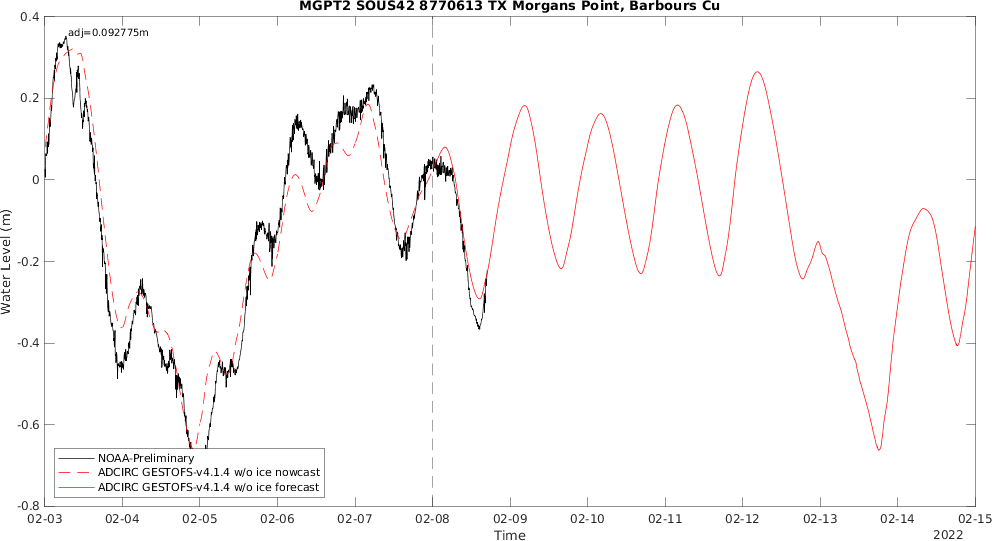 MGPT2 SOUS42 8770613 TX Morgans Point, Barbours Cu
adj=0.092775m
0.4
0.2
0
-0.2
-0.4
-0.6
-0.8
Water Level (m)
NOAA-Preliminary
ADCIRC GESTOFS-v4.1.4 w/o ice nowcast
ADCIRC GESTOFS-v4.1.4 w/o ice forecast
02-03 02-04 02-05 02-06 02-07 02-08 02-09 02-10 02-11 02-12 02-13 02-14 02-15
Time
2022